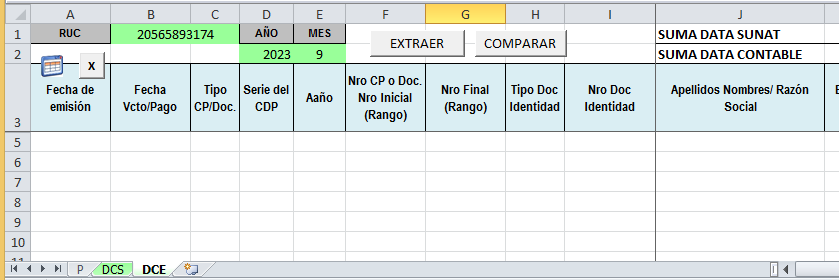 A B C D E F G H I J
1 RUC 20565893174 AÑO MES EXTRAER COMPARAR SUMA DATA SUNAT
2 2023 9 SUMA DATA CONTABLE
X
3 Fecha de emisión Fecha Vcto/Pago Tipo CP/Doc. Serie del CDP Aaño Nro CP o Doc. Nro Inicial (Rango) Nro Final (Rango) Tipo Doc Identidad Nro Doc Identidad Apellidos Nombres/ Razón Social
5
6
7
8
9
10
11
P DCS DCE